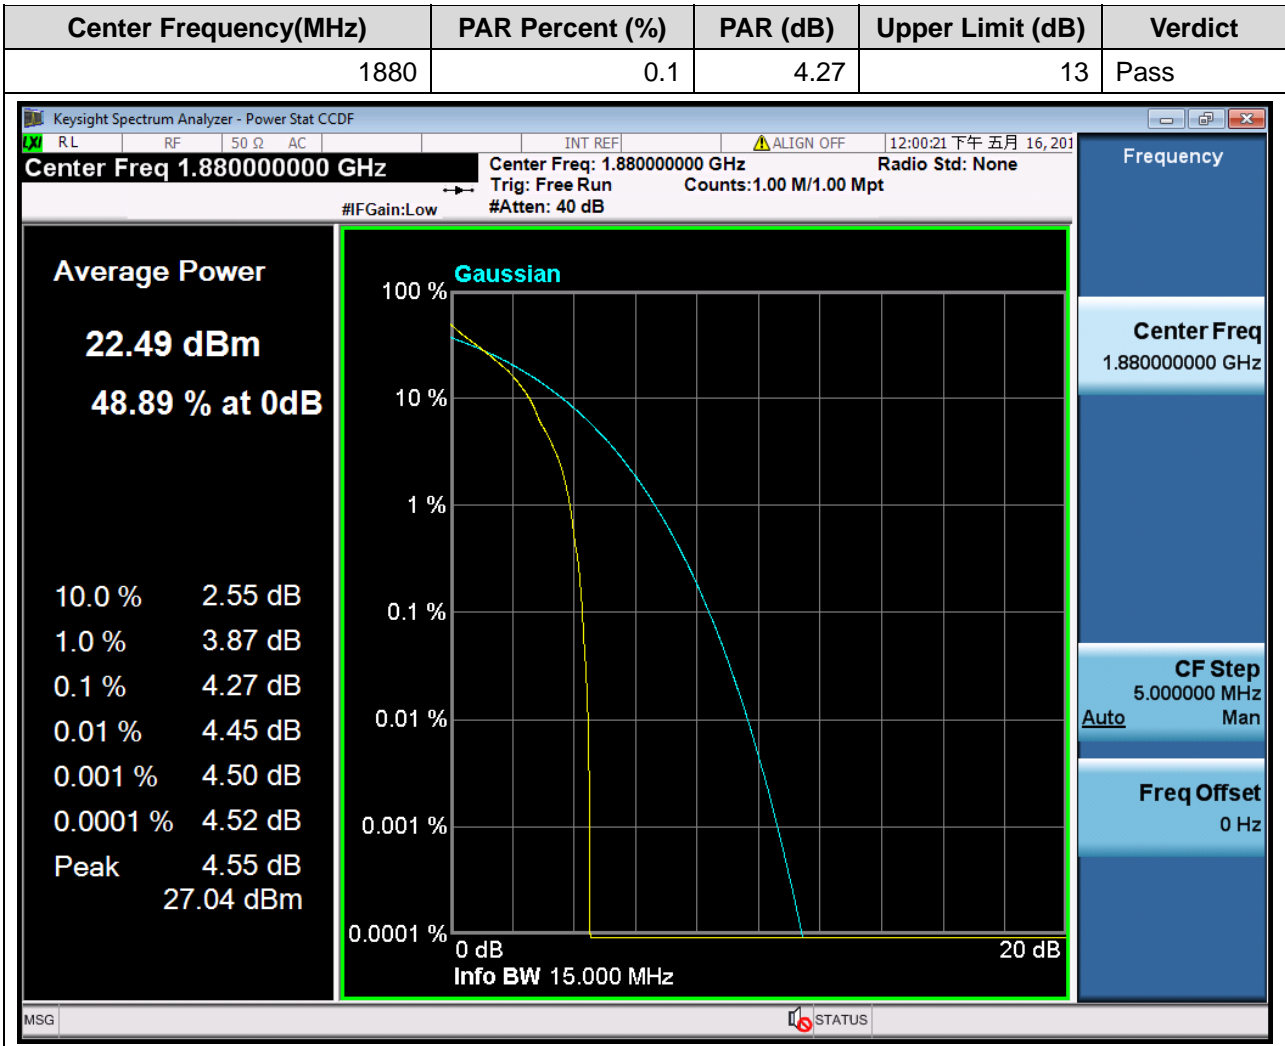 Center Frequency(MHz) PAR Percent (%) PAR (dB) Upper Limit (dB) Verdict
1880 0.1 4.27 13 Pass
Keysight Spectrum Analyzer - Power Stat CCDF
LXI RL RF 50 Ω AC INT REF ALIGN OFF 12:00:21 下午 五月 16, 201
Center Freq 1.880000000 GHz
Center Freq: 1.880000000 GHz Radio Std: None
Trig: Free Run Counts:1.00 M/1.00 Mpt
#IFGain:Low #Atten: 40 dB
Average Power
22.49 dBm
48.89 % at 0dB
10.0 % 2.55 dB
1.0 % 3.87 dB
0.1 % 4.27 dB
0.01 % 4.45 dB
0.001 % 4.50 dB
0.0001 % 4.52 dB
Peak 4.55 dB
27.04 dBm
Gaussian
100 %
10 %
1 %
0.1 %
0.01 %
0.001 %
0.0001 %
0 dB 20 dB
Info BW 15.000 MHz
Frequency
Center Freq
1.880000000 GHz
CF Step
5.000000 MHz
Auto Man
Freq Offset
0 Hz
MSG STATUS